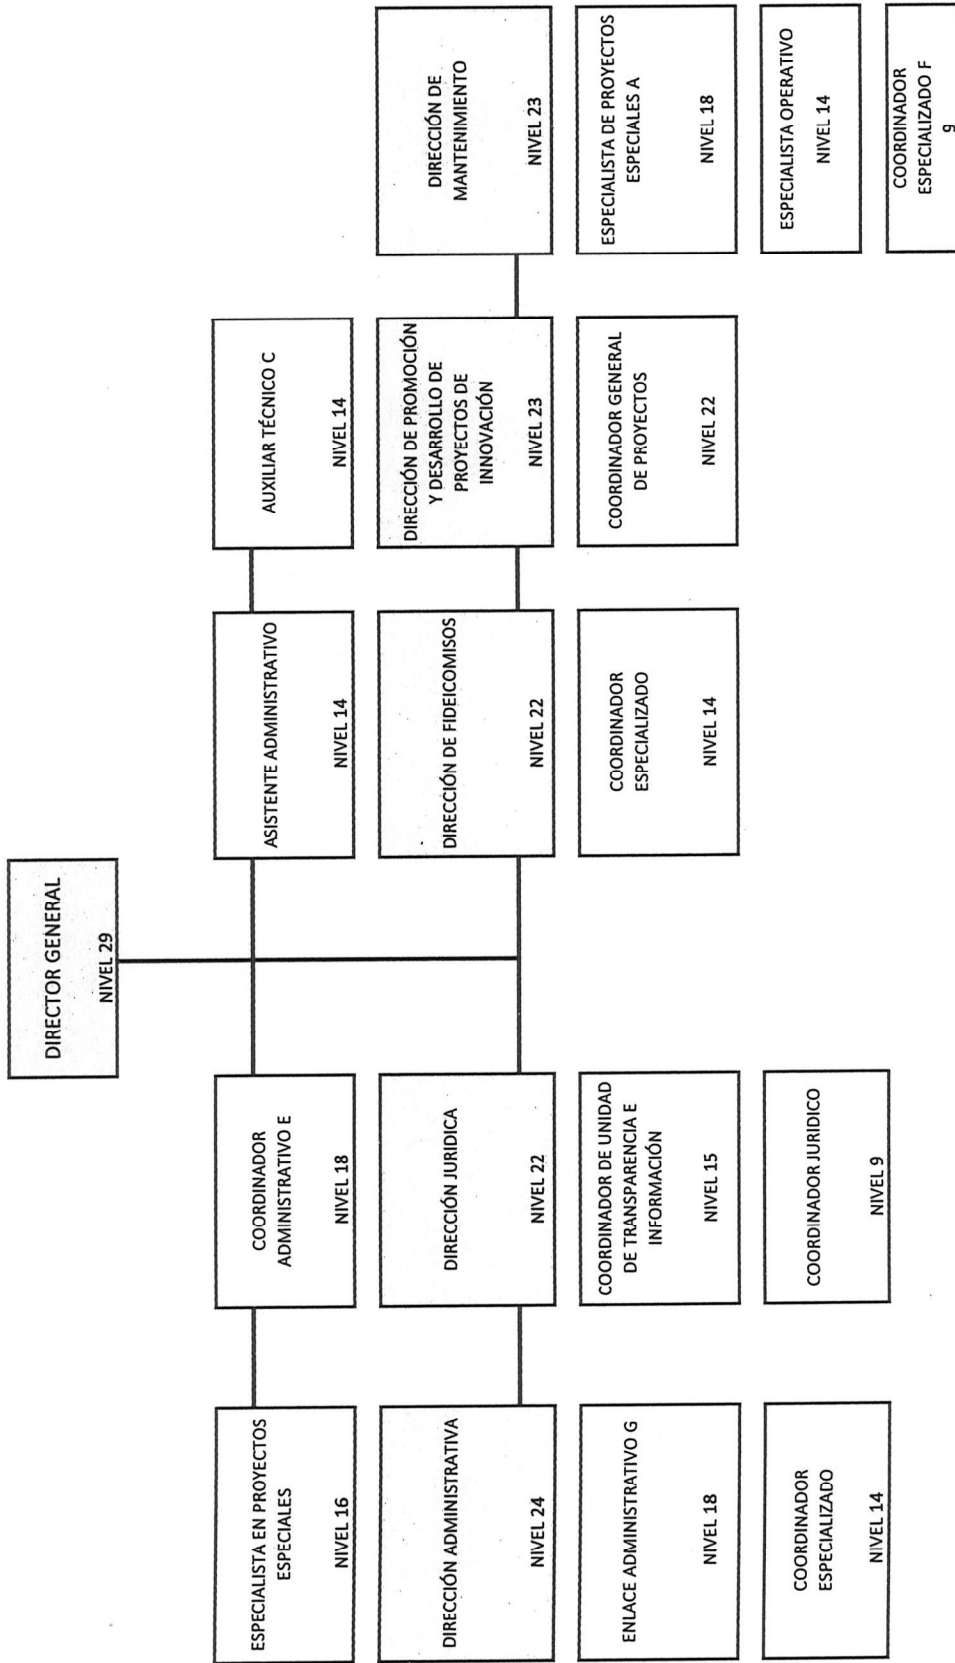 DIRECTOR GENERAL
NIVEL 29
ESPECIALISTA EN PROYECTOS
ESPECIALES
NIVEL 16
COORDINADOR
ADMINISTRATIVO E
NIVEL 18
ASISTENTE ADMINISTRATIVO
NIVEL 14
AUXILIAR TÉCNICO C
NIVEL 14
DIRECCIÓN ADMINISTRATIVA
NIVEL 24
DIRECCIÓN JURIDICA
NIVEL 22
DIRECCIÓN DE FIDEICOMISOS
NIVEL 22
DIRECCIÓN DE PROMOCIÓN
Y DESARROLLO DE
PROYECTOS DE
INNOVACIÓN
NIVEL 23
DIRECCIÓN DE
MANTENIMIENTO
NIVEL 23
ENLACE ADMINISTRATIVO G
NIVEL 18
COORDINADOR DE UNIDAD
DE TRANSPARENCIA E
INFORMACIÓN
NIVEL 15
COORDINADOR
ESPECIALIZADO
NIVEL 14
COORDINADOR GENERAL
DE PROYECTOS
NIVEL 22
ESPECIALISTA DE PROYECTOS
ESPECIALES A
NIVEL 18
COORDINADOR
ESPECIALIZADO
NIVEL 14
COORDINADOR JURIDICO
NIVEL 9
ESPECIALISTA OPERATIVO
NIVEL 14
COORDINADOR
ESPECIALIZADO F
9